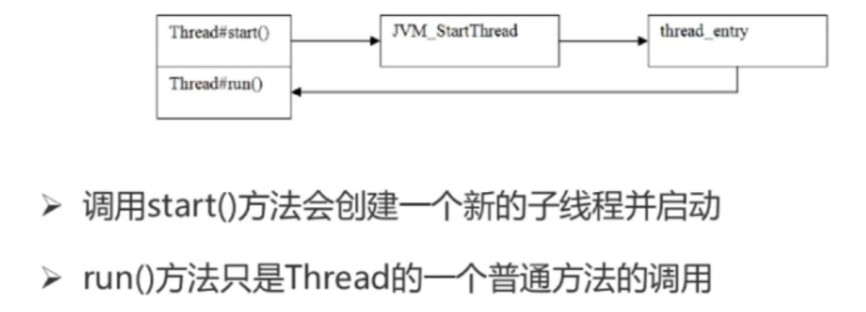 Thread#start()
JVM_StartThread
thread_entry
Thread#run()
➢ 调用start()方法会创建一个新的子线程并启动
➢ run()方法只是Thread的一个普通方法的调用